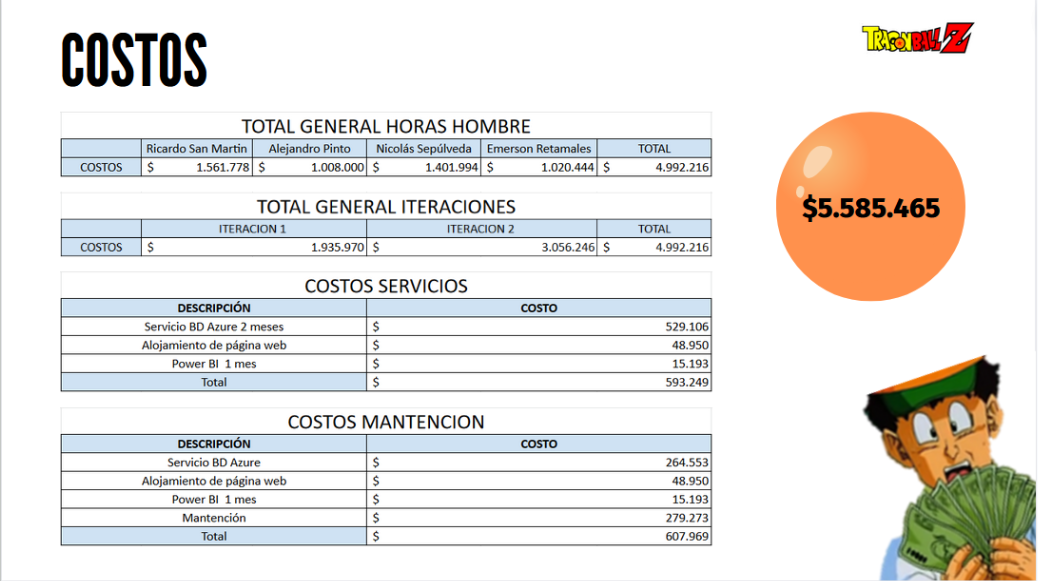 COSTOS
TRAGONBALL Z
TOTAL GENERAL HORAS HOMBRE
Ricardo San Martin Alejandro Pinto Nicolás Sepúlveda Emerson Retamales TOTAL
COSTOS $ 1.561.778 $ 1.008.000 $ 1.401.994 $ 1.020.444 $ 4.992.216
TOTAL GENERAL ITERACIONES
ITERACION 1 ITERACION 2 TOTAL
COSTOS $ 1.935.970 $ 3.056.246 $ 4.992.216
$5.585.465
COSTOS SERVICIOS
DESCRIPCIÓN COSTO
Servicio BD Azure 2 meses $ 529.106
Alojamiento de página web $ 48.950
Power BI 1 mes $ 15.193
Total $ 593.249
COSTOS MANTENCION
DESCRIPCIÓN COSTO
Servicio BD Azure $ 264.553
Alojamiento de página web $ 48.950
Power BI 1 mes $ 15.193
Mantención $ 279.273
Total $ 607.969